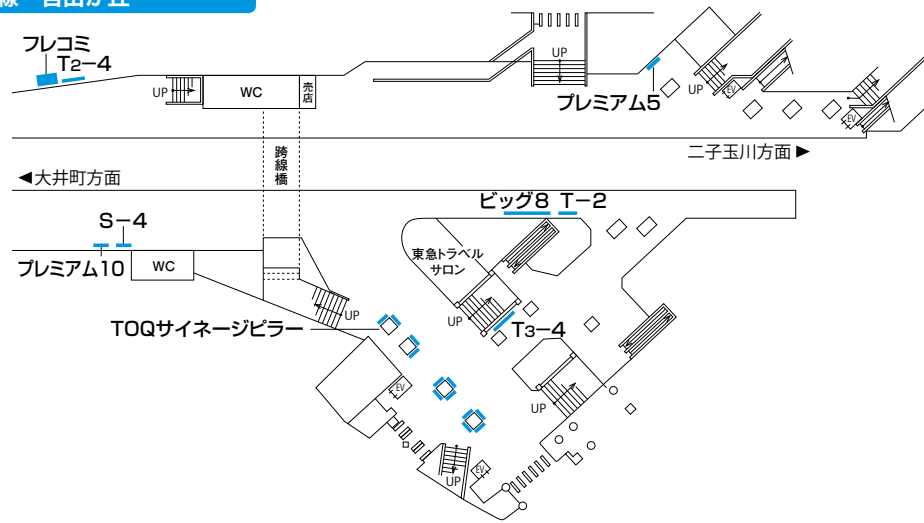 線 自由が丘
フレコミ
T2-4
UP
WC
売店
UP
プレミアム5
UP
EV
EV
跨線橋
二子玉川方面▶
◀大井町方面
ビッグ8
T-2
S-4
プレミアム10
WC
東急トラベル
サロン
UP
TOQサイネージピラー
UP
T3-4
EV
UP
UP
EV